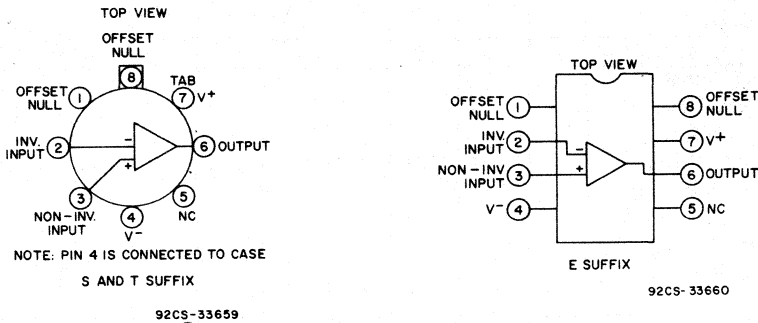 TOP VIEW
OFFSET
NULL
8
TAB
OFFSET
NULL
1
7
V+
INV.
INPUT
2
-
+
6
OUTPUT
3
NON-INV.
INPUT
4
V-
5
NC
NOTE: PIN 4 IS CONNECTED TO CASE
S AND T SUFFIX
92CS-33659
TOP VIEW
OFFSET
NULL
1
8
OFFSET
NULL
INV.
INPUT
2
-
7
V+
NON-INV
INPUT
3
+
6
OUTPUT
V-
4
5
NC
E SUFFIX
92CS-33660